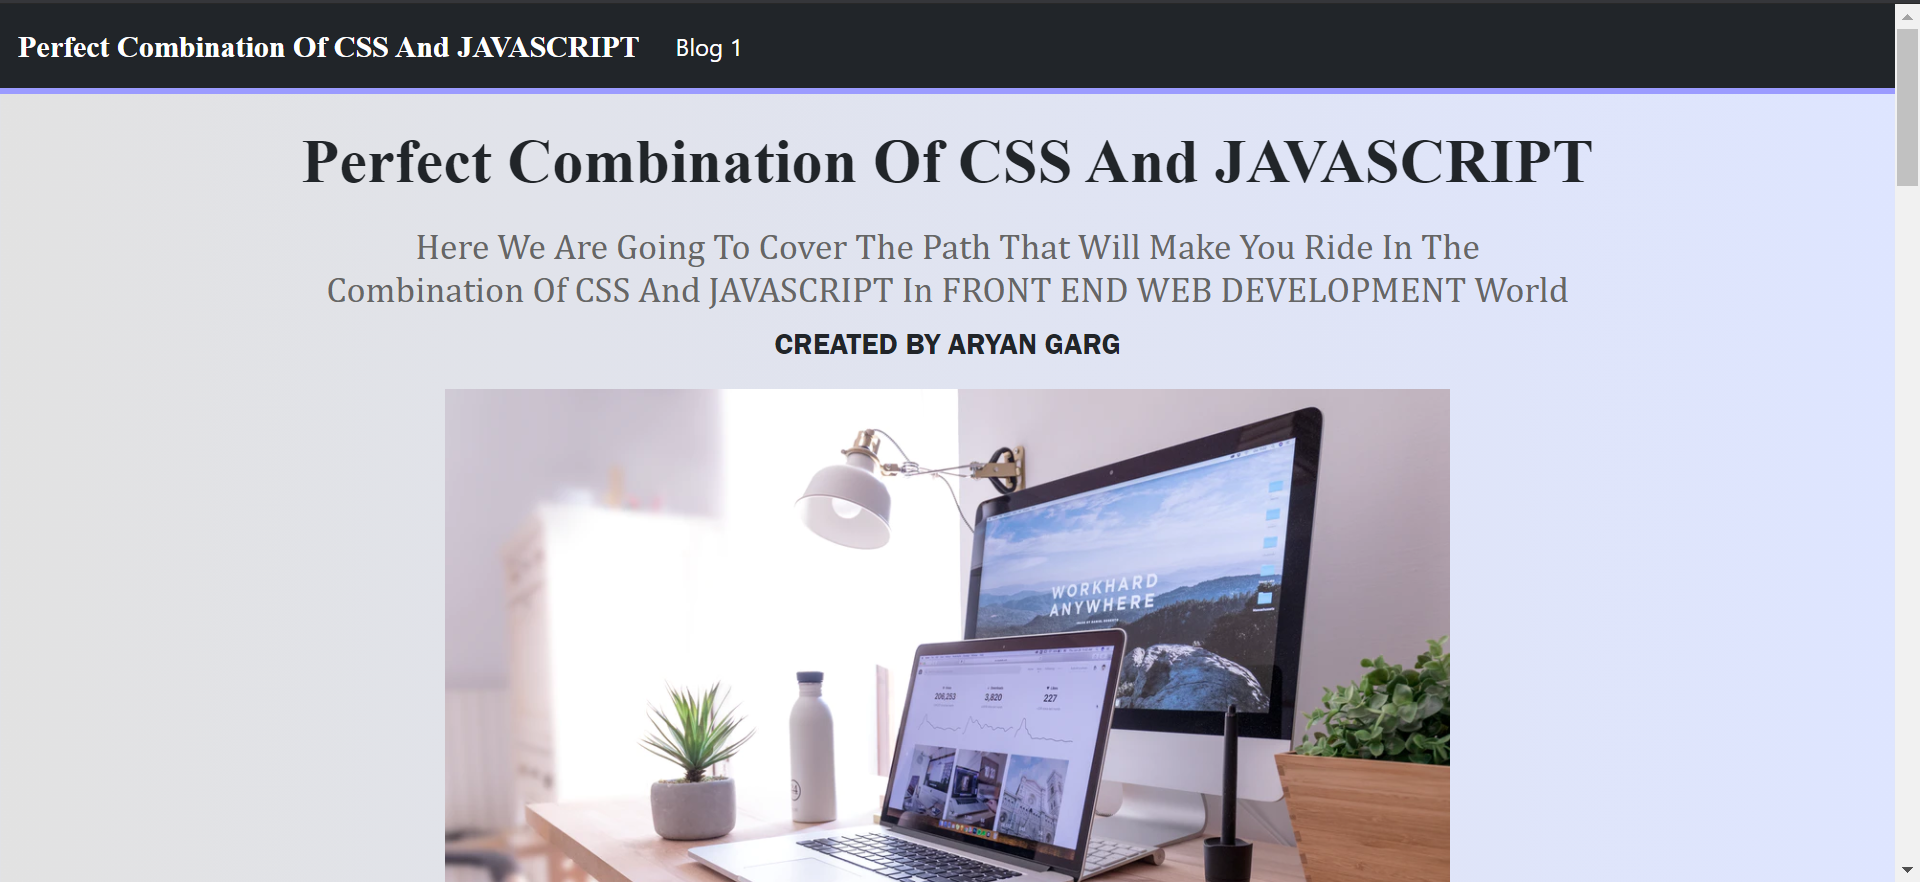 Perfect Combination Of CSS And JAVASCRIPT Blog 1
Perfect Combination Of CSS And JAVASCRIPT
Here We Are Going To Cover The Path That Will Make You Ride In The
Combination Of CSS And JAVASCRIPT In FRONT END WEB DEVELOPMENT World
CREATED BY ARYAN GARG
WORKHARD
ANYWHERE
206,253 3,820 227